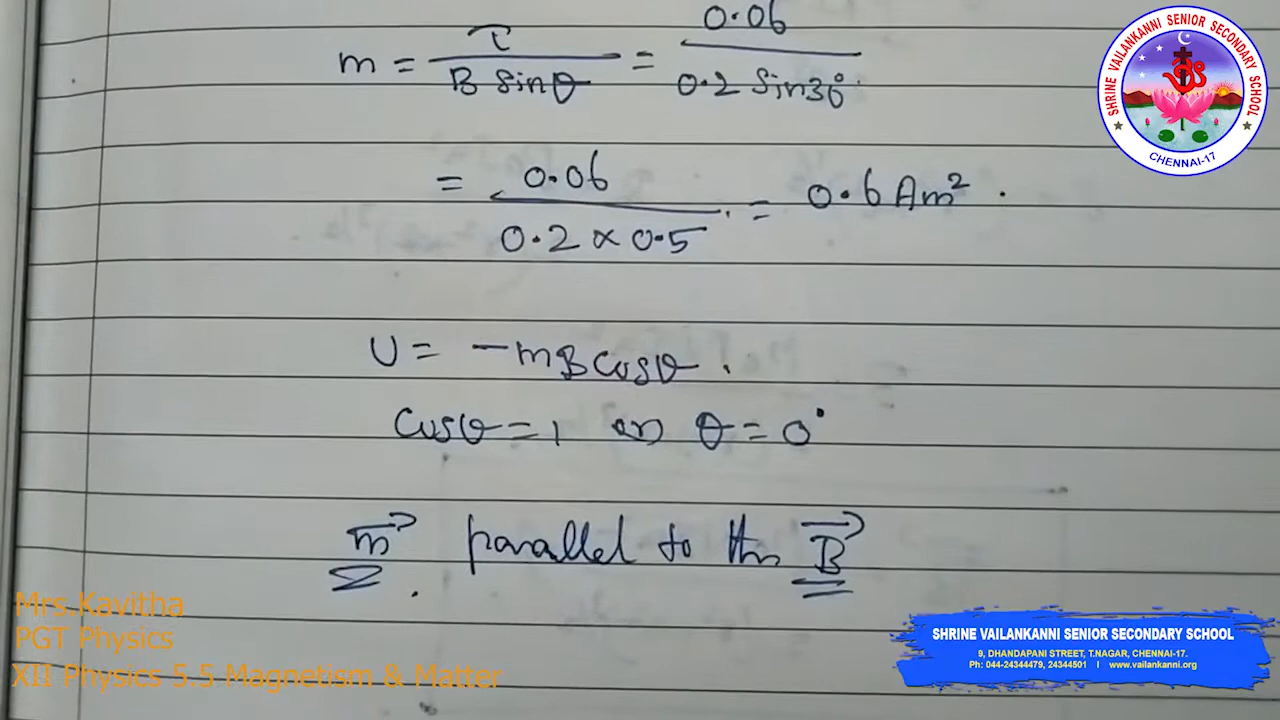 m = τ / B Sinθ = 0.06 / 0.2 Sin30°
= 0.06 / 0.2 × 0.5 = 0.6 Am² .
U = -mB Cosθ .
Cosθ = 1 or θ = 0°
m⃗ . parallel to the B⃗
Mrs.Kavitha
PGT Physics
XII Physics 5.5 Magnetism & Matter
SHRINE VAILANKANNI SENIOR SECONDARY SCHOOL
CHENNAI-17
SHRINE VAILANKANNI SENIOR SECONDARY SCHOOL
9, DHANDAPANI STREET, T.NAGAR, CHENNAI-17.
Ph: 044-24344479, 24344501 | www.vailankanni.org